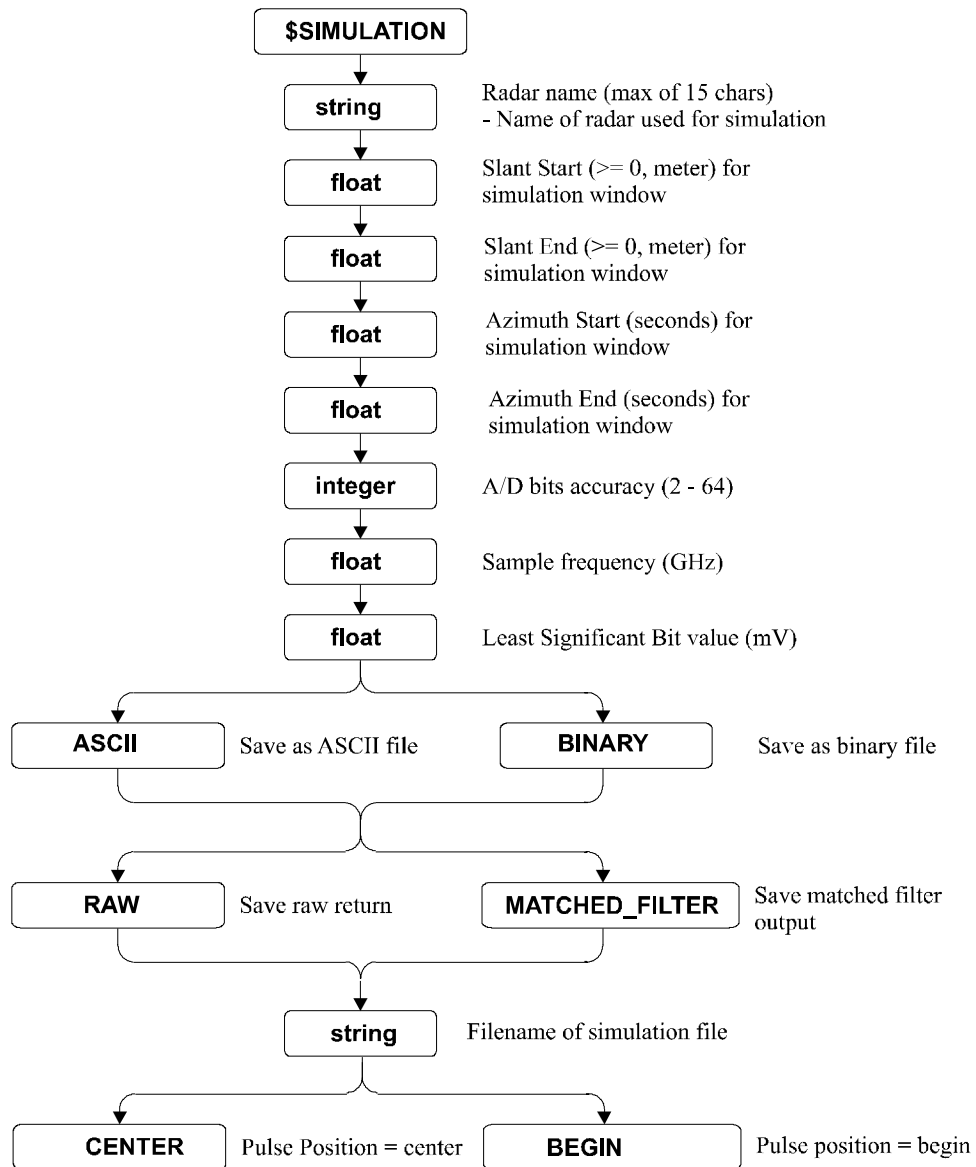 $SIMULATION
string
Radar name (max of 15 chars)
- Name of radar used for simulation
float
Slant Start (>= 0, meter) for
simulation window
float
Slant End (>= 0, meter) for
simulation window
float
Azimuth Start (seconds) for
simulation window
float
Azimuth End (seconds) for
simulation window
integer
A/D bits accuracy (2 - 64)
float
Sample frequency (GHz)
float
Least Significant Bit value (mV)
ASCII
Save as ASCII file
BINARY
Save as binary file
RAW
Save raw return
MATCHED_FILTER
Save matched filter
output
string
Filename of simulation file
CENTER
Pulse Position = center
BEGIN
Pulse position = begin